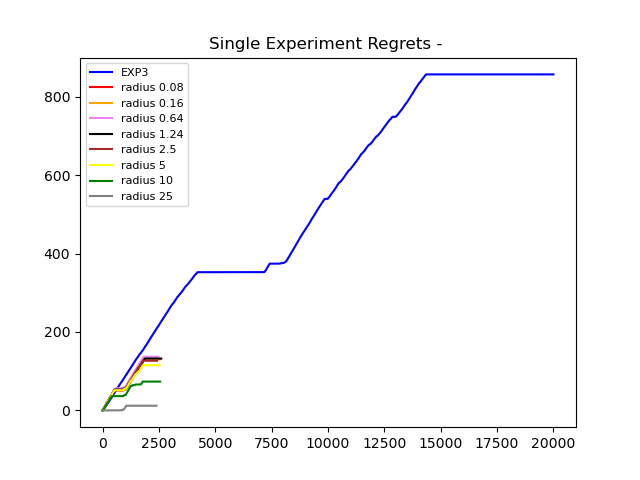 Single Experiment Regrets -
EXP3
radius 0.08
radius 0.16
radius 0.64
radius 1.24
radius 2.5
radius 5
radius 10
radius 25
800
600
400
200
0
0 2500 5000 7500 10000 12500 15000 17500 20000